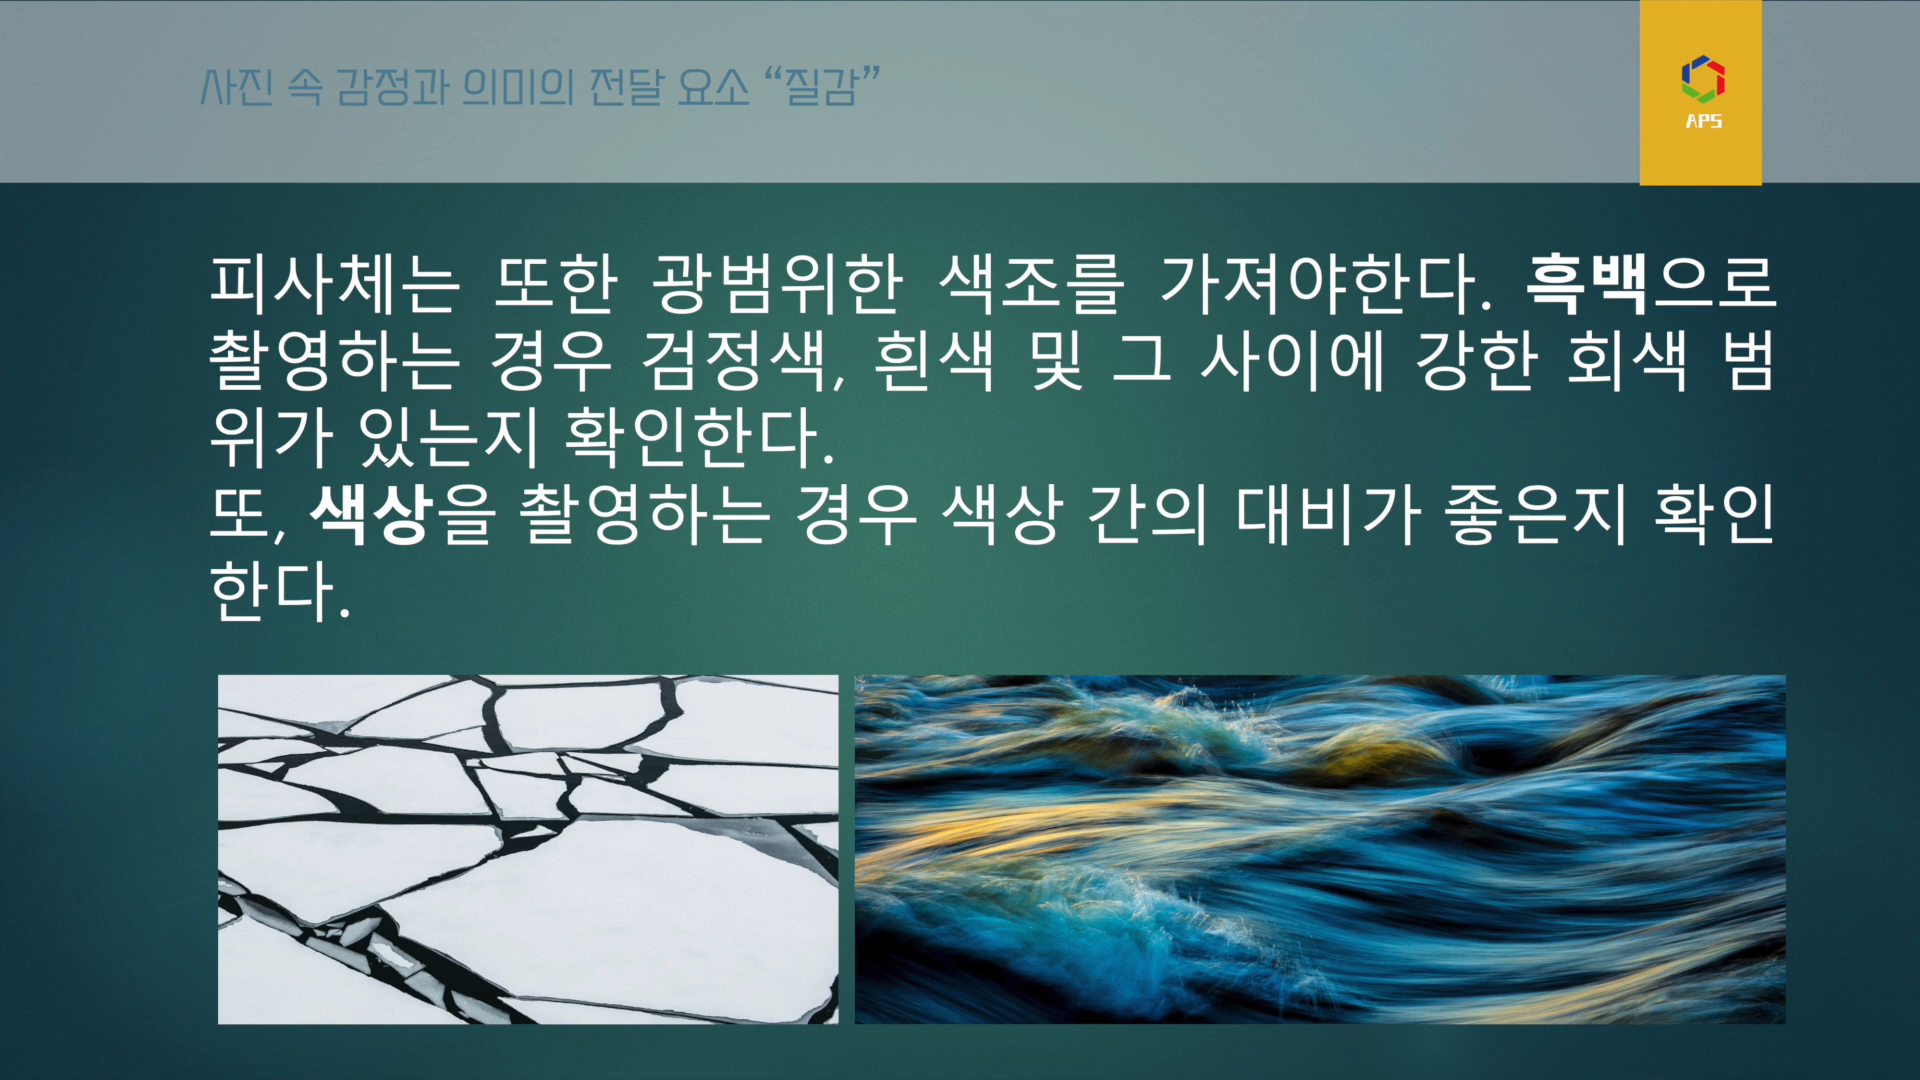 사진 속 감정과 의미의 전달 요소 “질감”
APS
피사체는 또한 광범위한 색조를 가져야한다. 흑백으로
촬영하는 경우 검정색, 흰색 및 그 사이에 강한 회색 범
위가 있는지 확인한다.
또, 색상을 촬영하는 경우 색상 간의 대비가 좋은지 확인
한다.